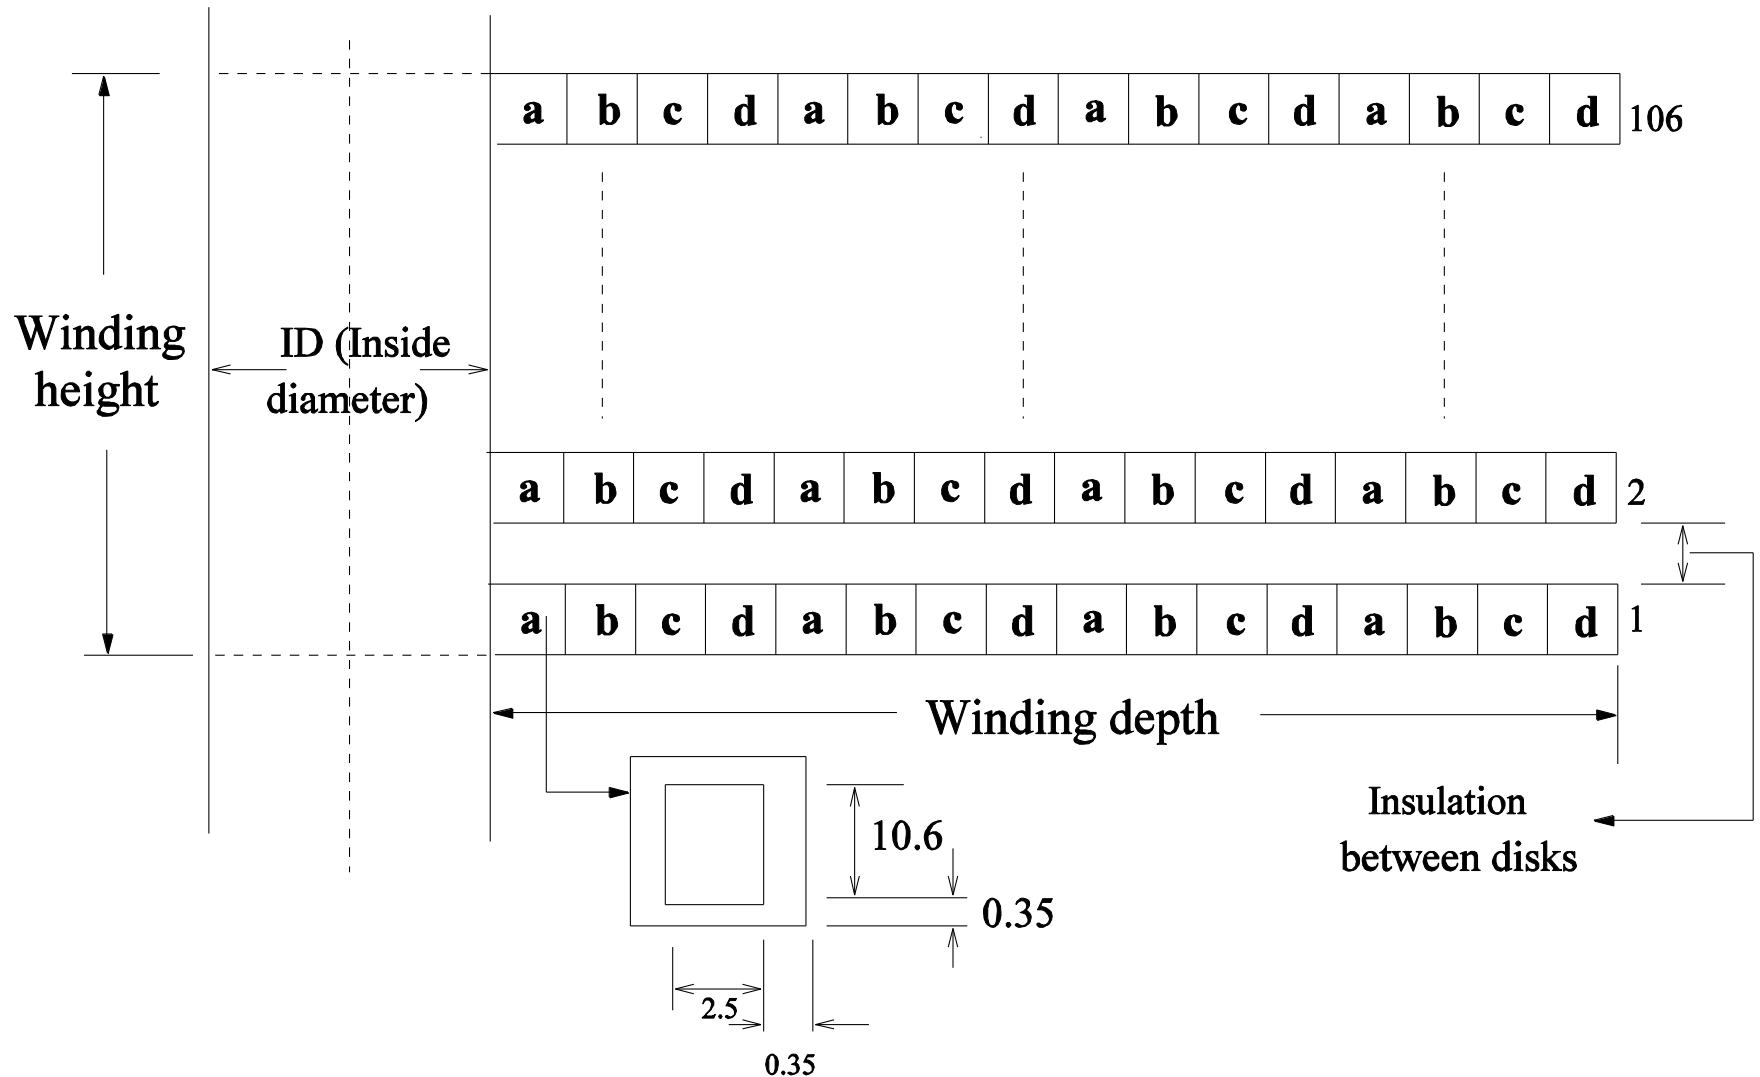 a b c d a b c d a b c d a b c d 106
Winding
height
ID (Inside
diameter)
a b c d a b c d a b c d a b c d 2
a b c d a b c d a b c d a b c d 1
Winding depth
10.6
0.35
2.5
0.35
Insulation
between disks